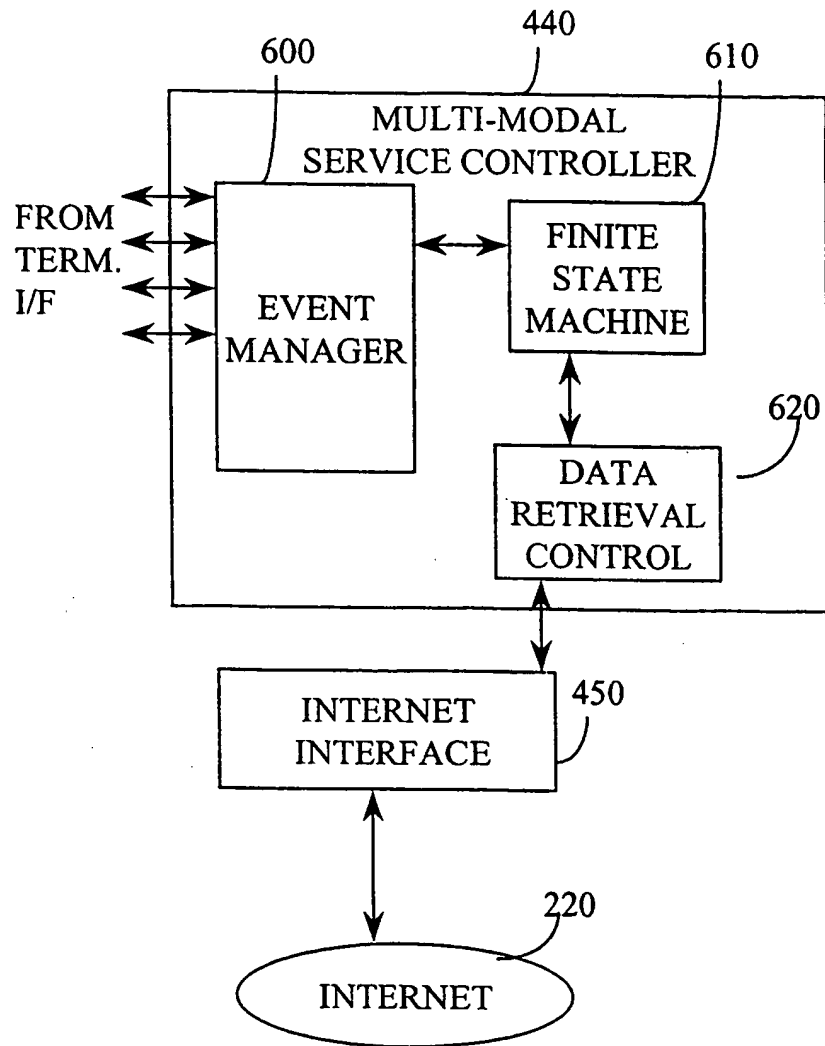 440
600
610
MULTI-MODAL
SERVICE CONTROLLER
FROM
TERM.
I/F
EVENT
MANAGER
FINITE
STATE
MACHINE
620
DATA
RETRIEVAL
CONTROL
INTERNET
INTERFACE
450
220
INTERNET